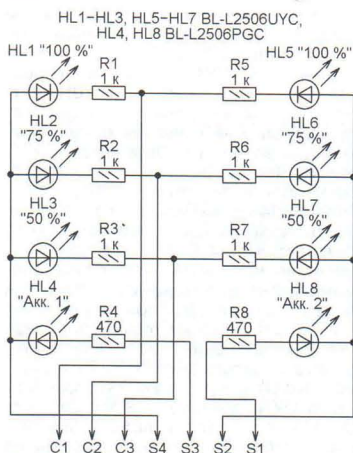 HL1-HL3, HL5-HL7 BL-L2506UYC,
HL4, HL8 BL-L2506PGC
HL1 "100 %"
R1
1 к
R5
1 к
HL5 "100 %"
HL2
"75 %"
R2
1 к
R6
1 к
HL6
"75 %"
HL3
"50 %"
R3*
1 к
R7
1 к
HL7
"50 %"
HL4
"Акк. 1"
R4
470
R8
470
HL8
"Акк. 2"
C1 C2 C3 S4 S3 S2 S1